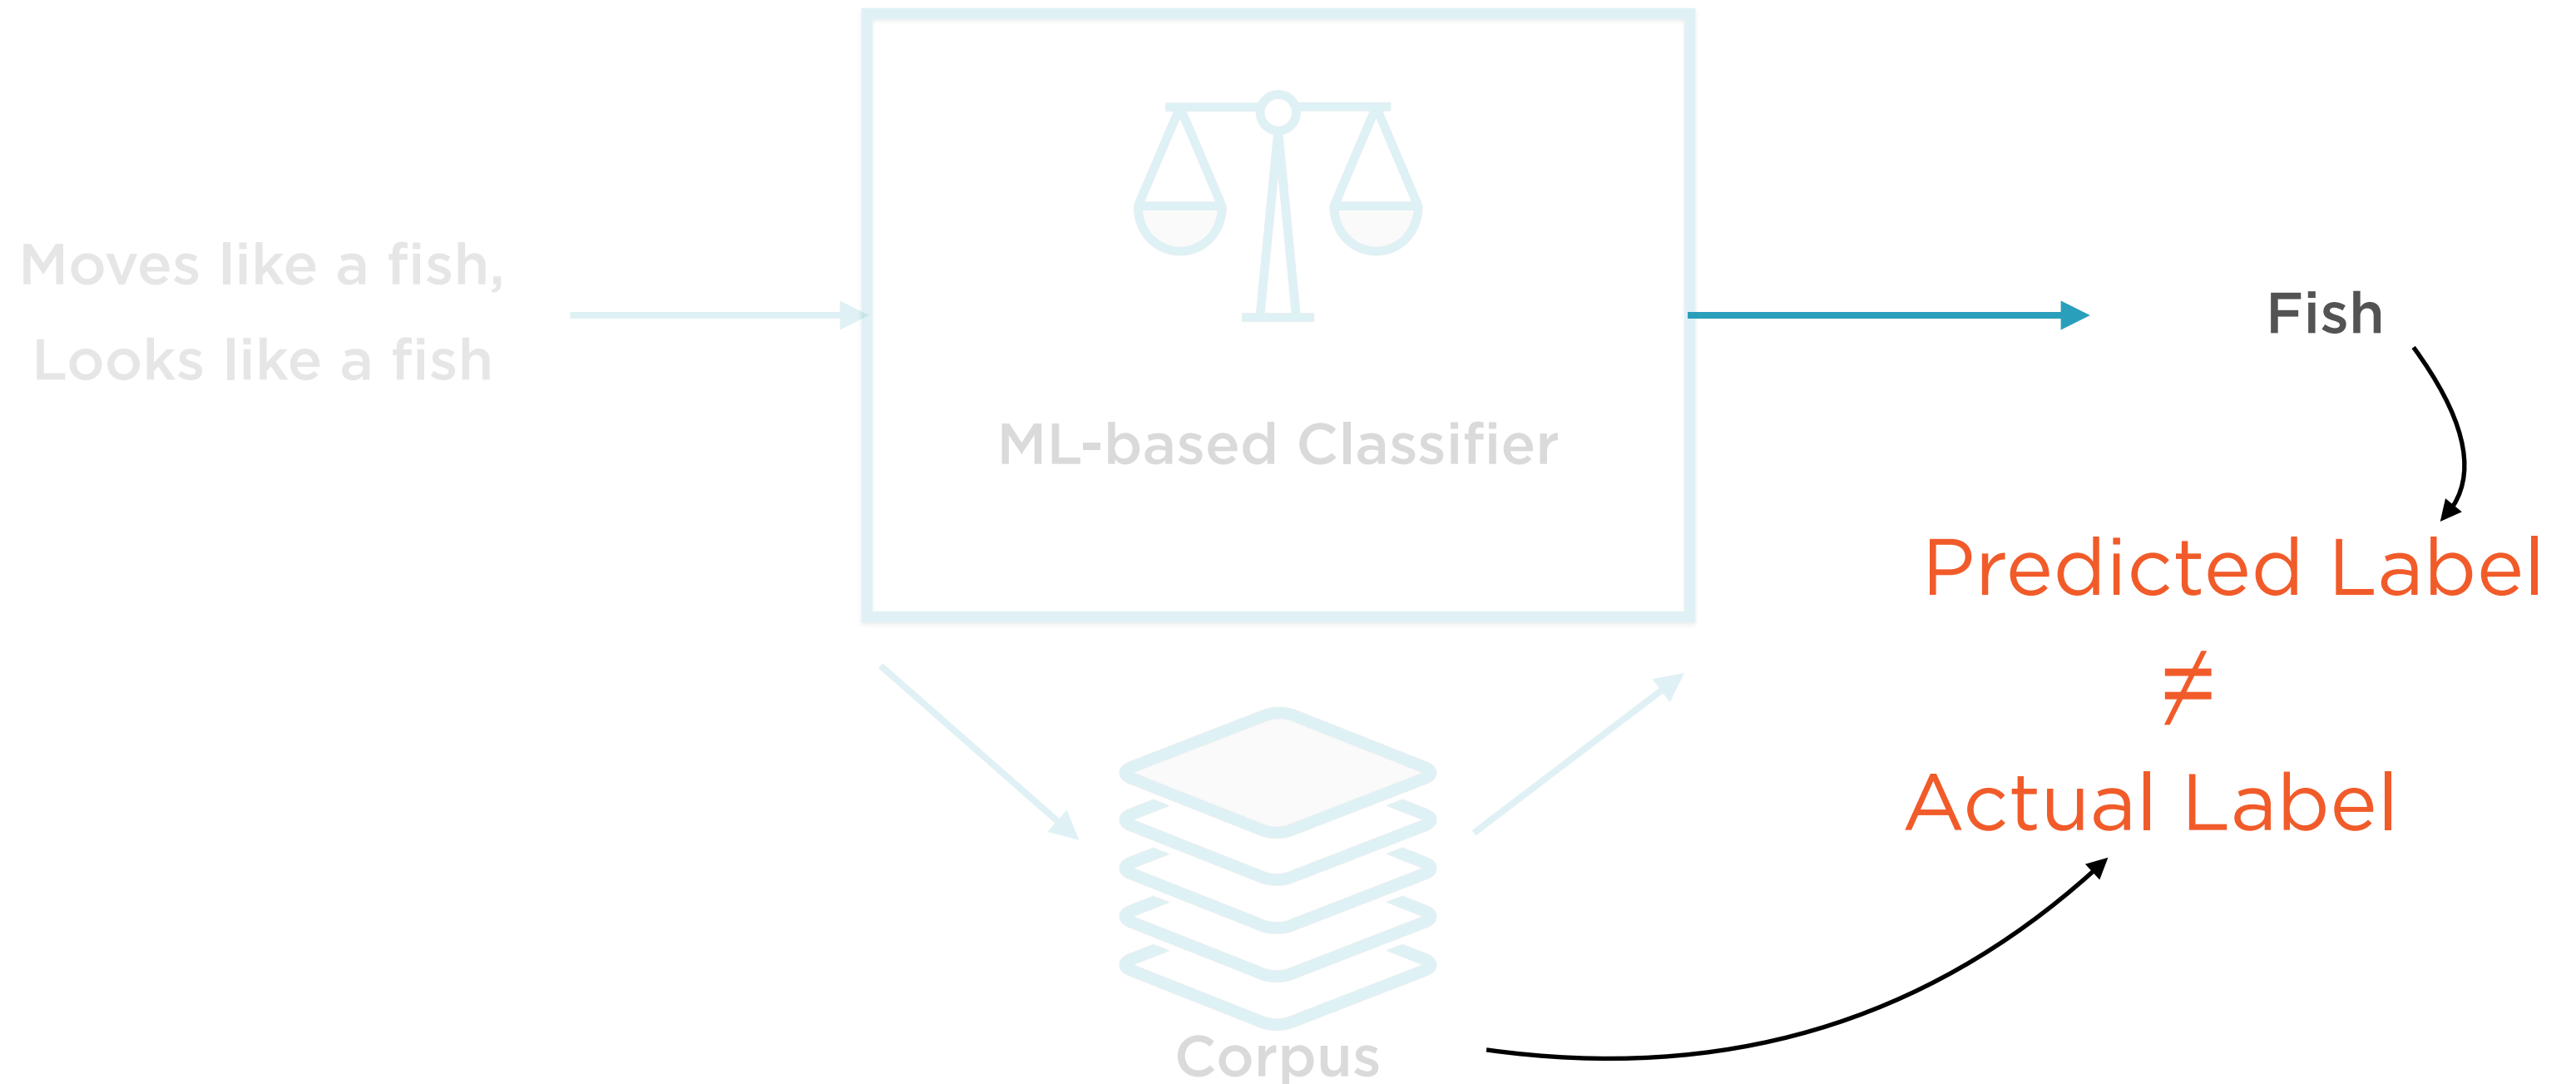 Moves like a fish,
Looks like a fish
ML-based Classifier
Fish
Predicted Label
≠
Actual Label
Corpus